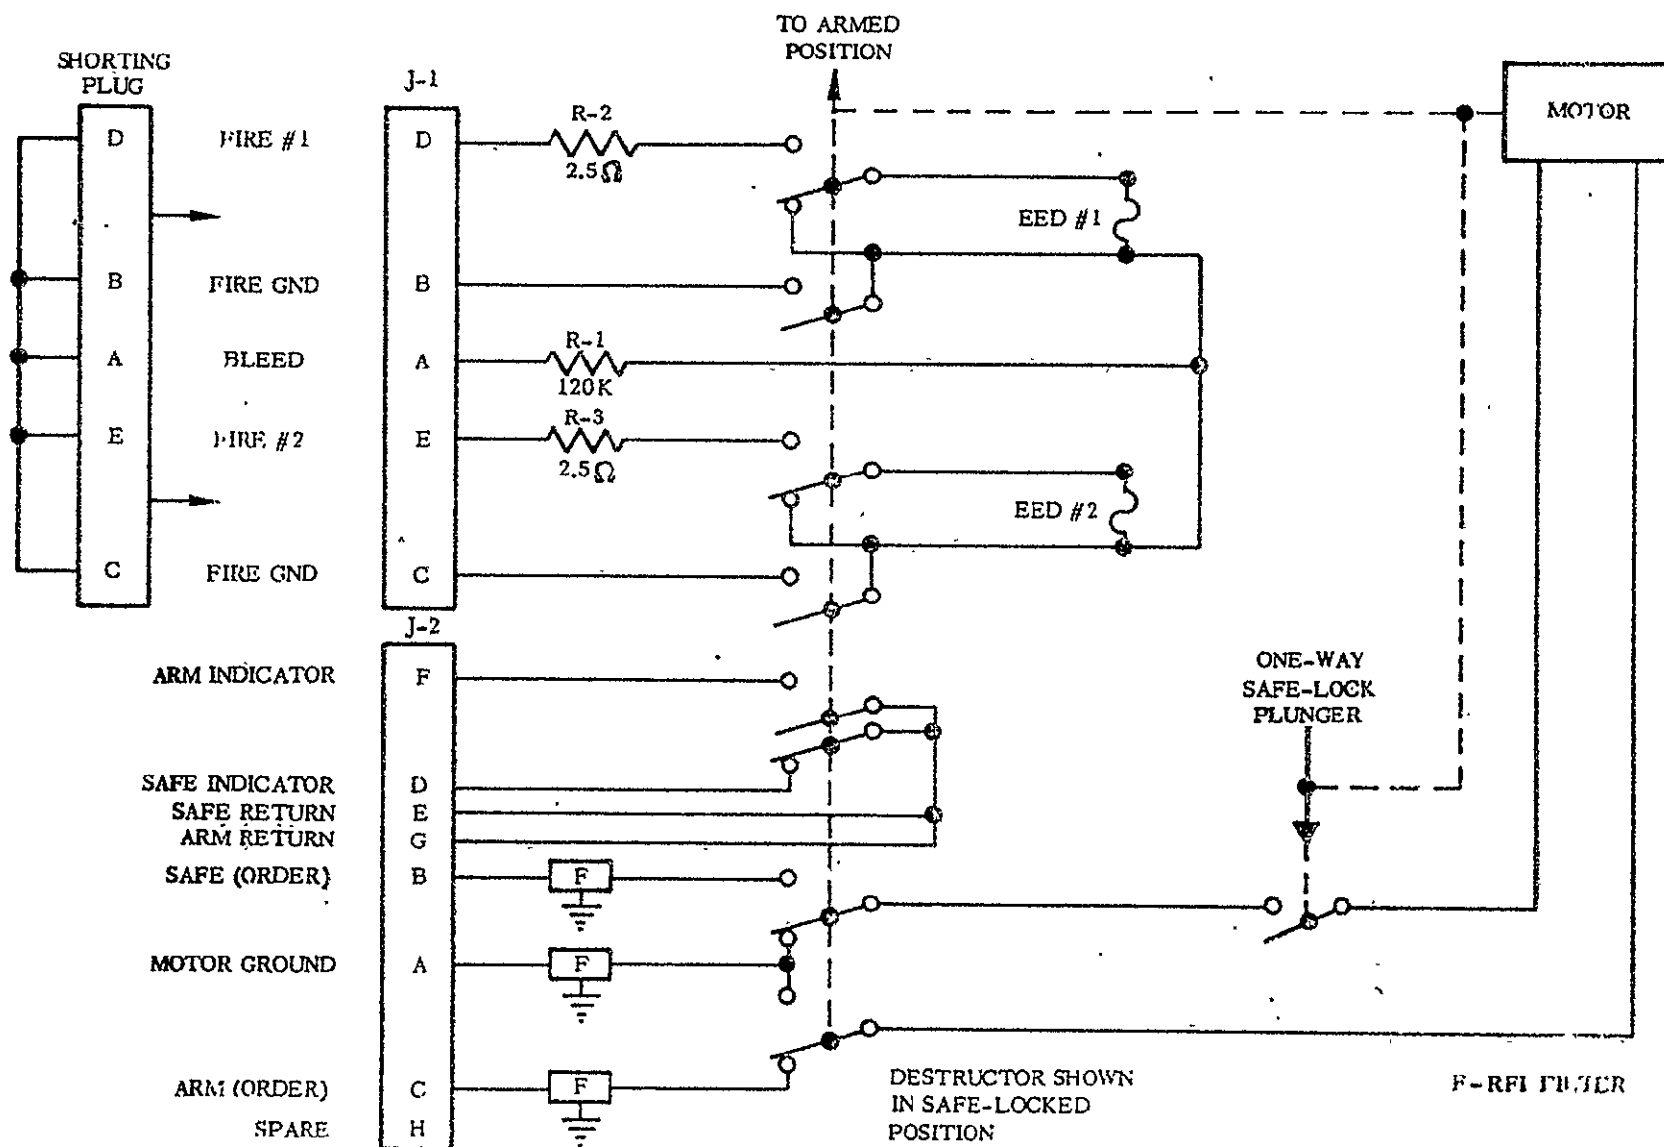 TO ARMED
POSITION
SHORTING
PLUG
J-1
MOTOR
D
FIRE #1
D
R-2
2.5Ω
EED #1
B
FIRE GND
B
A
BLEED
A
R-1
120K
E
FIRE #2
E
R-3
2.5Ω
EED #2
C
FIRE GND
C
J-2
ARM INDICATOR
F
ONE-WAY
SAFE-LOCK
PLUNGER
SAFE INDICATOR
D
SAFE RETURN
E
ARM RETURN
G
SAFE (ORDER)
B
F
MOTOR GROUND
A
F
ARM (ORDER)
C
F
SPARE
H
DESTRUCTOR SHOWN
IN SAFE-LOCKED
POSITION
F-RFI FILTER